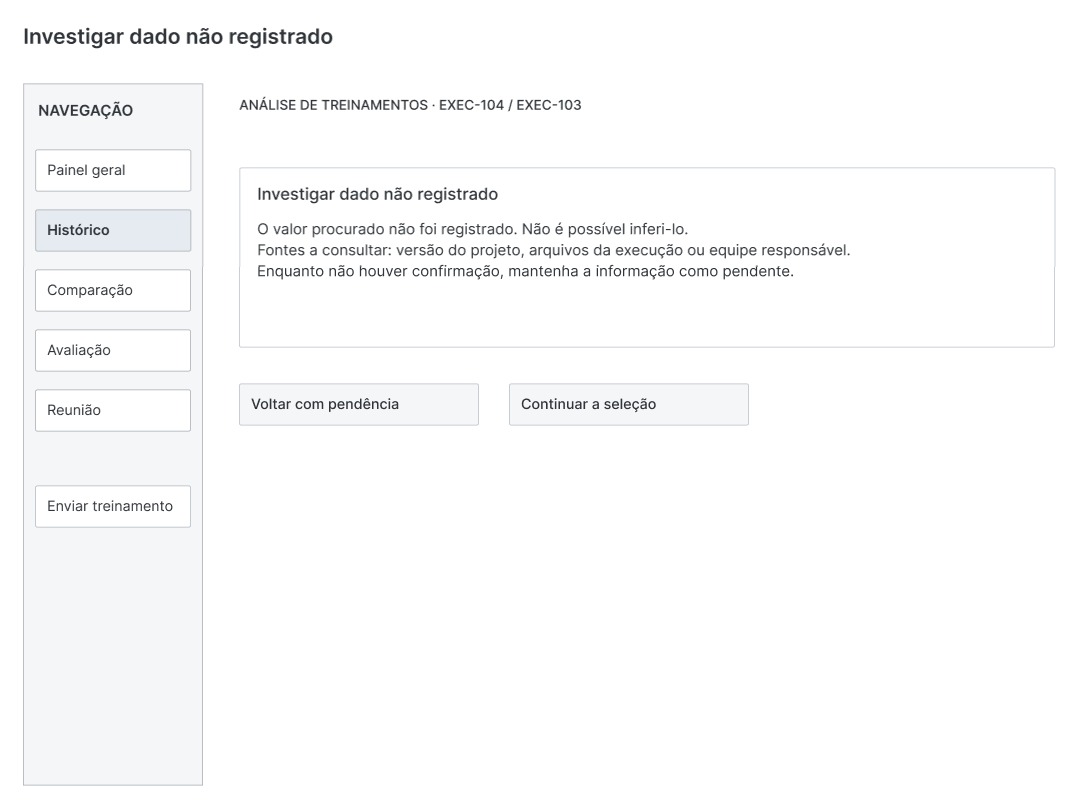 Investigar dado não registrado
NAVEGAÇÃO
Painel geral
Histórico
Comparação
Avaliação
Reunião
Enviar treinamento
ANÁLISE DE TREINAMENTOS · EXEC-104 / EXEC-103
Investigar dado não registrado
O valor procurado não foi registrado. Não é possível inferi-lo.
Fontes a consultar: versão do projeto, arquivos da execução ou equipe responsável.
Enquanto não houver confirmação, mantenha a informação como pendente.
Voltar com pendência
Continuar a seleção